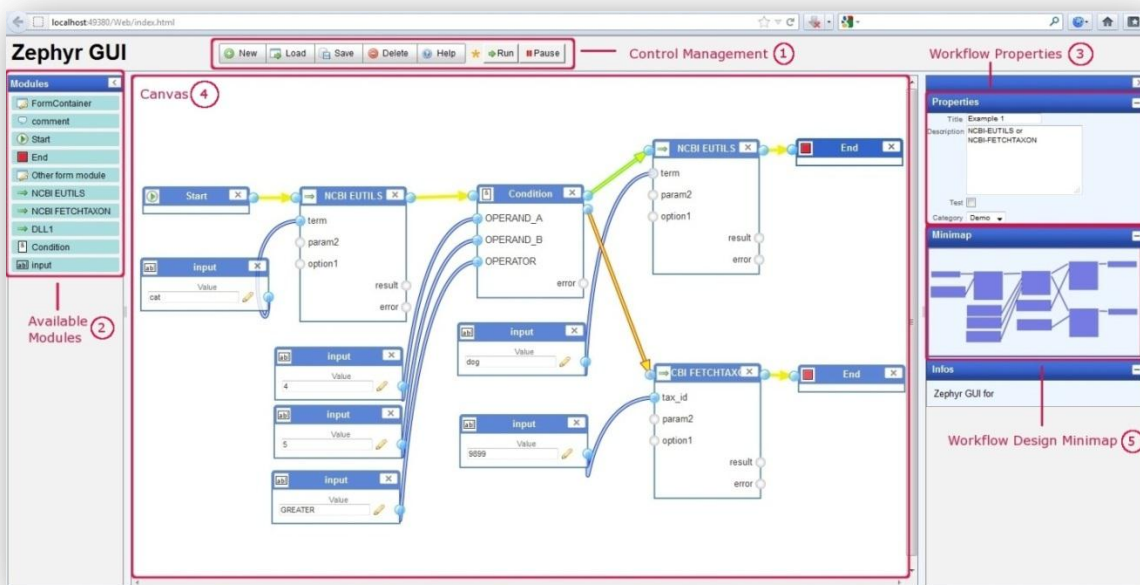 localhost:49380/Web/index.html
Zephyr GUI
New Load Save Delete Help Run Pause
Control Management 1
Workflow Properties 3
Modules
FormContainer
comment
Start
End
Other form module
NCBI EUTILS
NCBI FETCHTAXON
DLL1
Condition
input
Available Modules 2
Canvas 4
Start
NCBI EUTILS
term
param2
option1
result
error
input
Value
cat
Condition
OPERAND_A
OPERAND_B
OPERATOR
error
input
Value
4
input
Value
5
input
Value
GREATER
NCBI EUTILS
term
param2
option1
result
error
End
input
Value
dog
CBI FETCHTAX
tax_id
param2
option1
result
error
End
input
Value
9899
Properties
Title Example 1
Description NCBI-EUTILS or
NCBI-FETCHTAXON
Test
Category Demo
Minimap
Infos
Zephyr GUI for
Workflow Design Minimap 5